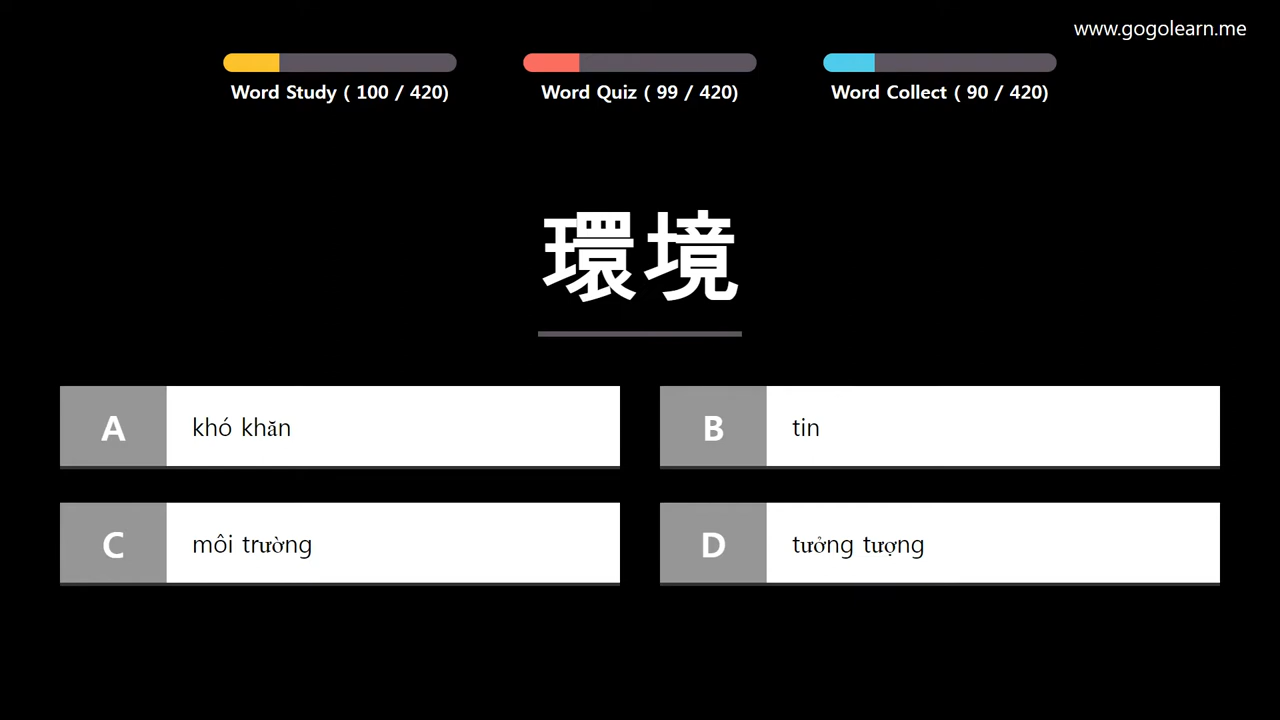 www.gogolearn.me
Word Study ( 100 / 420)
Word Quiz ( 99 / 420)
Word Collect ( 90 / 420)
環境
A khó khăn
B tin
C môi trường
D tưởng tượng